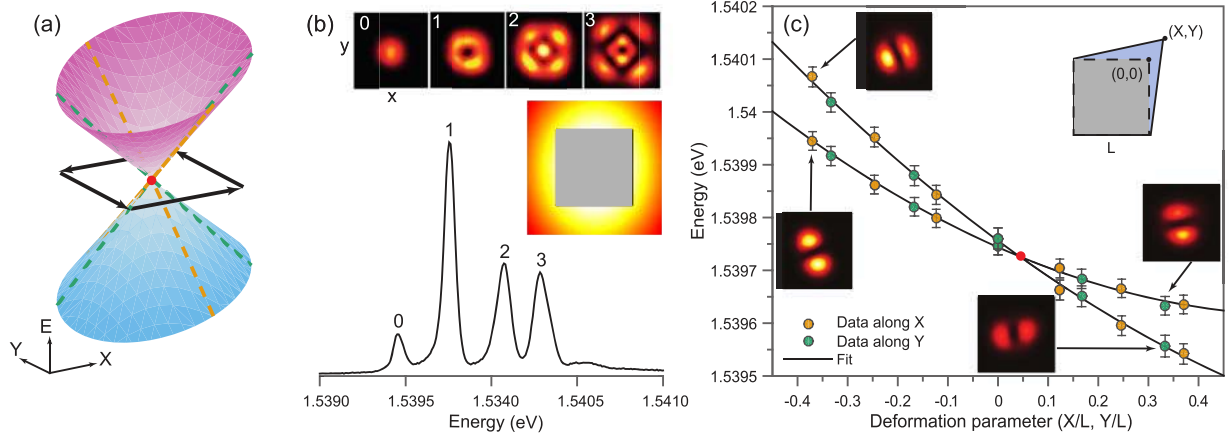 (a)
E
Y
X
(b)
0
1
2
3
y
x
0
1
2
3
1.5390
1.5395
1.5400
1.5405
1.5410
Energy (eV)
(c)
1.5402
1.5401
1.54
1.5399
1.5398
1.5397
1.5396
1.5395
Energy (eV)
(X,Y)
(0,0)
L
Data along X
Data along Y
Fit
-0.4
-0.3
-0.2
-0.1
0
0.1
0.2
0.3
0.4
Deformation parameter (X/L, Y/L)